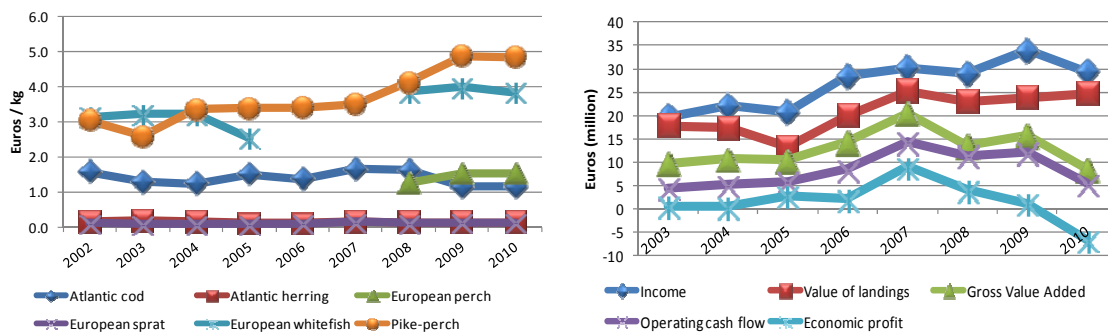 6.0
5.0
4.0
3.0
2.0
1.0
0.0
Euros / kg
2002 2003 2004 2005 2006 2007 2008 2009 2010
Atlantic cod Atlantic herring European perch
European sprat European whitefish Pike-perch
40
35
30
25
20
15
10
5
0
-5
-10
Euros (million)
2003 2004 2005 2006 2007 2008 2009 2010
Income Value of landings Gross Value Added
Operating cash flow Economic profit